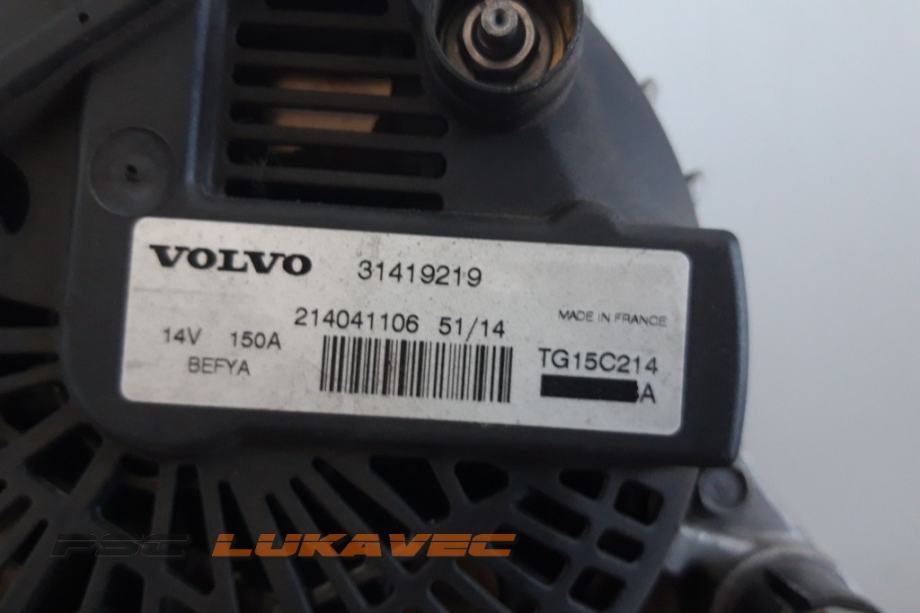 VOLVO 31419219
214041106 51/14 MADE IN FRANCE
14V 150A
BEFYA
TG15C214
A
PSC LUKAVEC